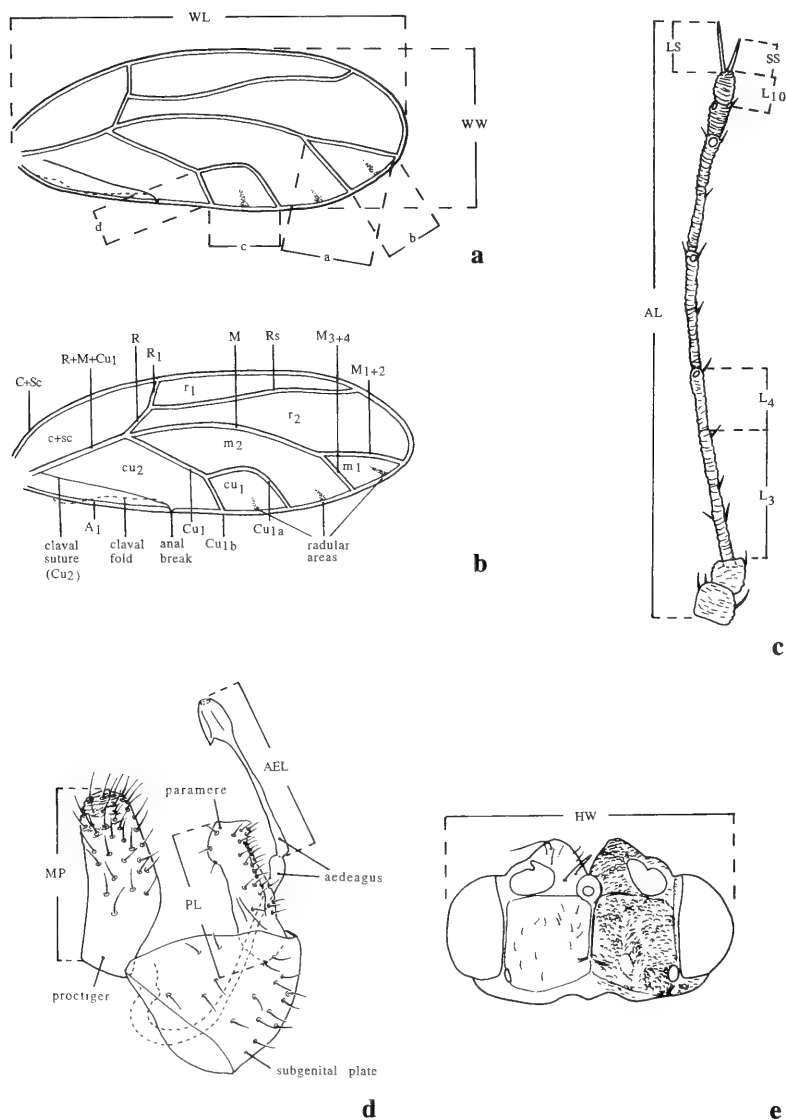 WL
WW
d
c
a
b
a
LS
SS
L10
AL
L4
L3
c
C+Sc
R+M+Cu1
R
R1
M
Rs
M3+4
M1+2
r1
r2
c+sc
m2
m1
cu2
cu1
A1
Cu1
Cu1b
Cu1a
claval
suture
(Cu2)
claval
fold
anal
break
radular
areas
b
AEL
paramere
MP
PL
aedeagus
proctiger
subgenital plate
d
HW
e